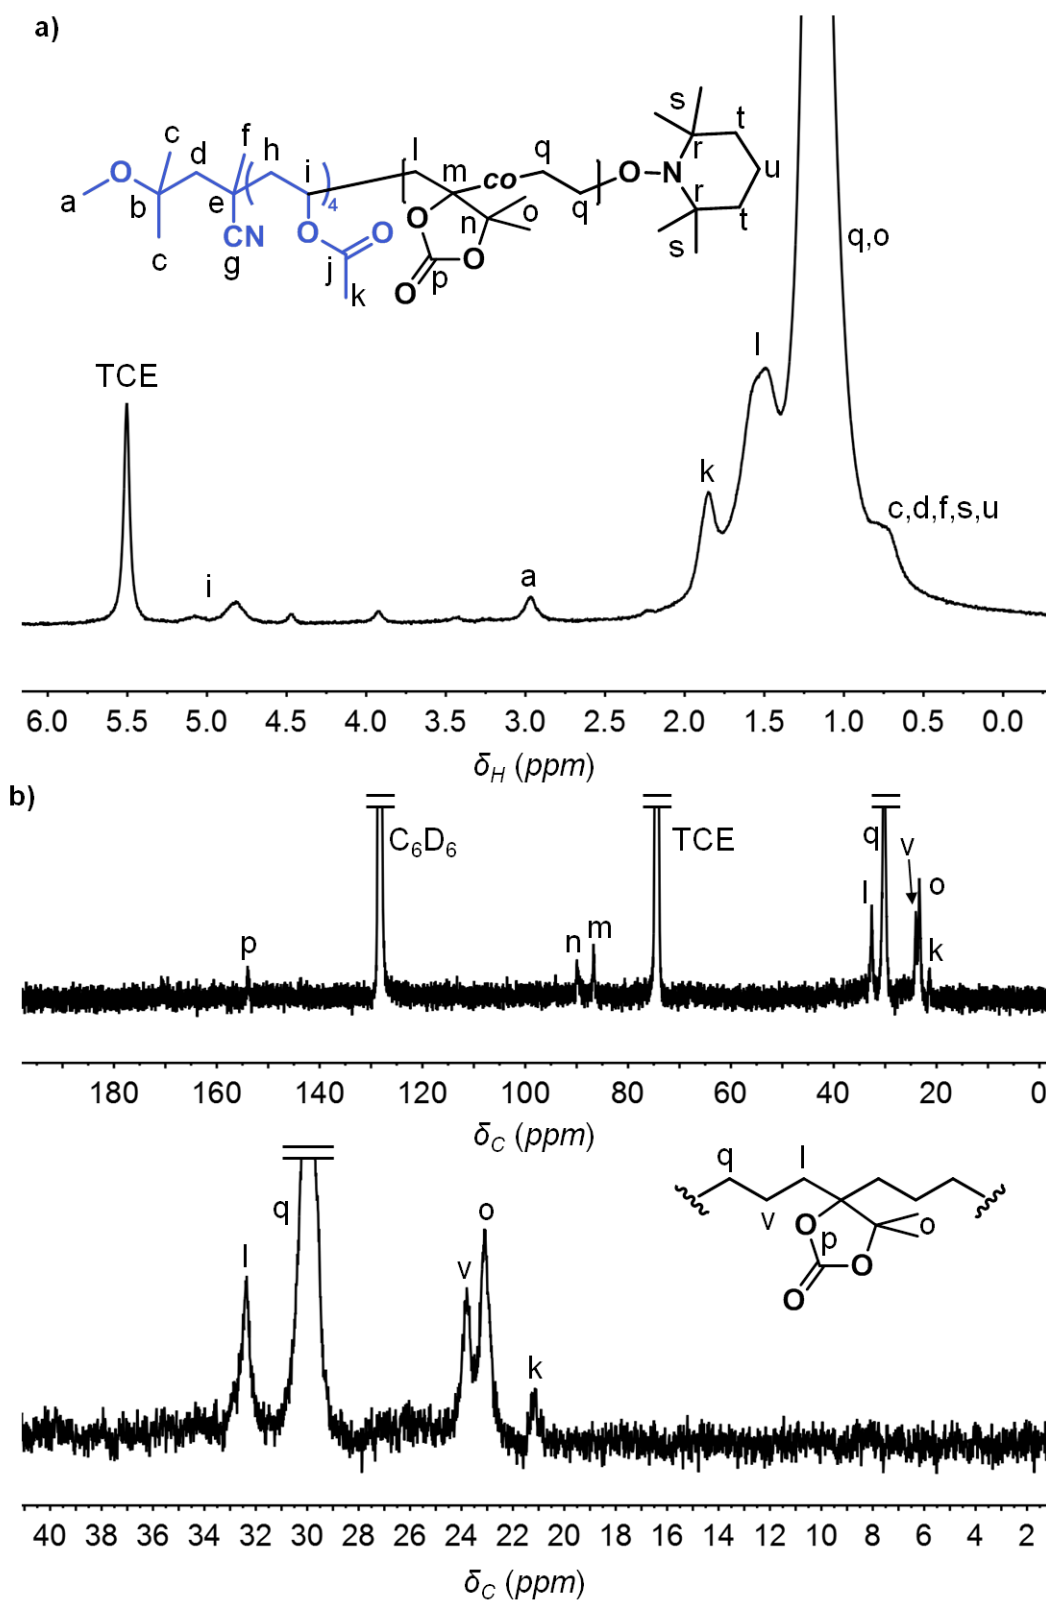 a)
c d f h i l m q q s t
a O b c e CN g 4 O O j k
O O O p n o co O N r r s t u
TCE
i
a
k
l
q,o
c,d,f,s,u
6.0 5.5 5.0 4.5 4.0 3.5 3.0 2.5 2.0 1.5 1.0 0.5 0.0
δH (ppm)
b)
p
C6D6
n
m
TCE
l
q
v
o
k
180 160 140 120 100 80 60 40 20 0
δC (ppm)
l
q
v
o
k
q l
v
O O O p o
40 38 36 34 32 30 28 26 24 22 20 18 16 14 12 10 8 6 4 2
δC (ppm)